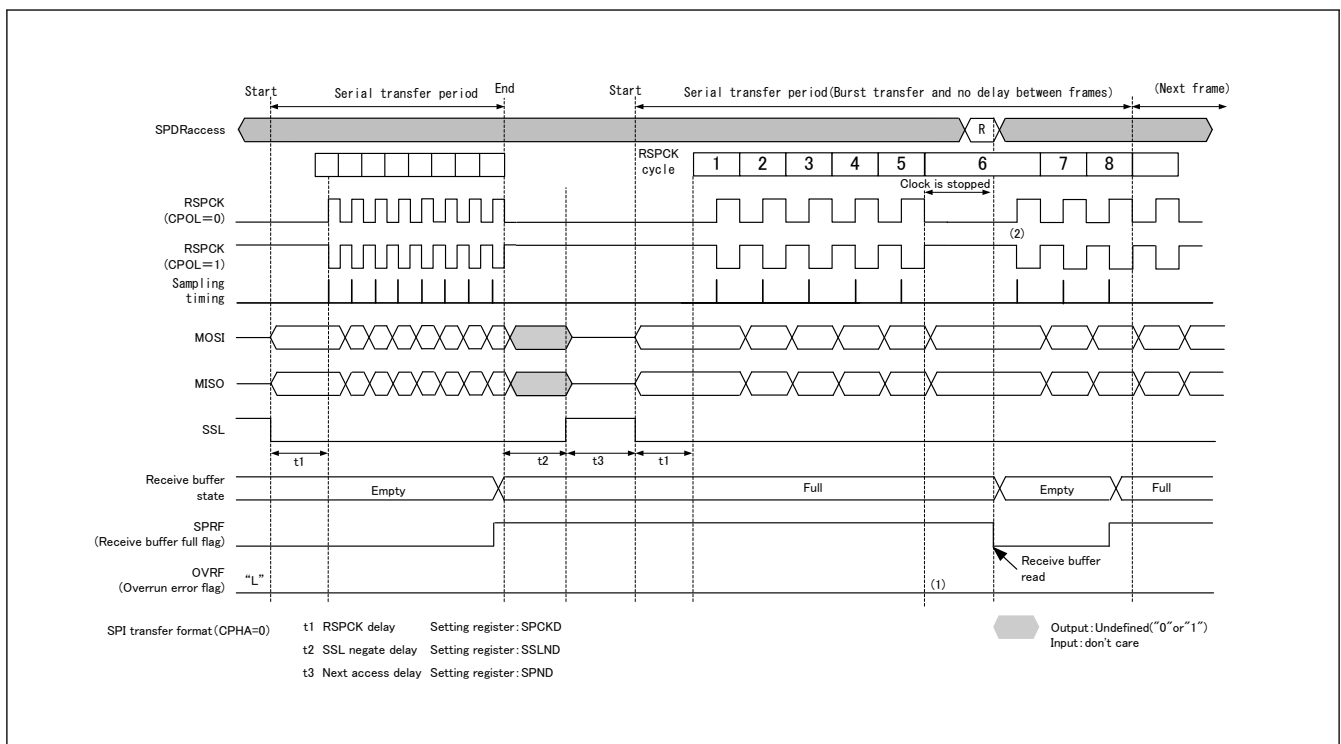 Start
Serial transfer period
End
Start
Serial transfer period(Burst transfer and no delay between frames)
(Next frame)
SPDRaccess
R
RSPCK
cycle
1
2
3
4
5
6
7
8
Clock is stopped
RSPCK
(CPOL=0)
(2)
RSPCK
(CPOL=1)
Sampling
timing
MOSI
MISO
SSL
t1
t2
t3
t1
Receive buffer
state
Empty
Full
Empty
Full
SPRF
(Receive buffer full flag)
Receive buffer
read
OVRF
(Overrun error flag)
"L"
(1)
SPI transfer format(CPHA=0)
t1 RSPCK delay Setting register:SPCKD
t2 SSL negate delay Setting register:SSLND
t3 Next access delay Setting register:SPND
Output:Undefined("0"or"1")
Input:don't care